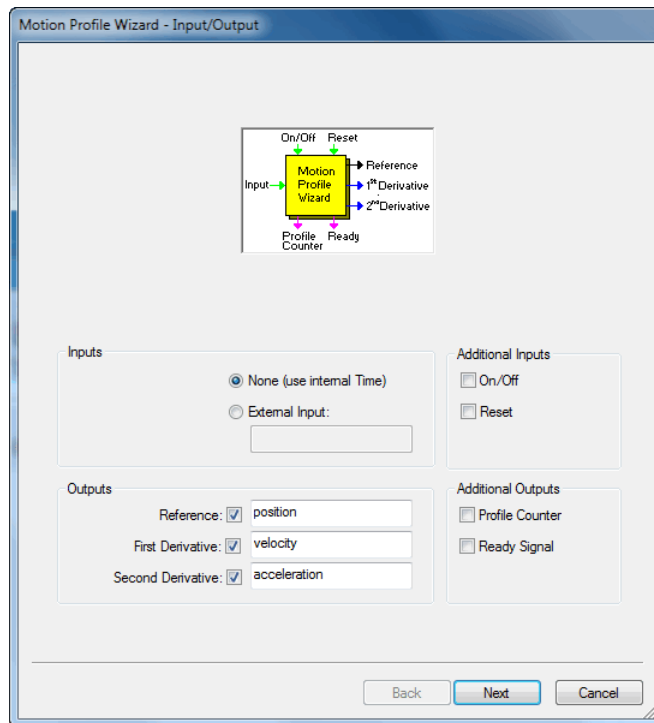 Motion Profile Wizard - Input/Output
On/Off Reset
Input
Motion
Profile
Wizard
Reference
1st Derivative
2nd Derivative
Profile
Counter
Ready
Inputs
None (use internal Time)
External Input:
Additional Inputs
On/Off
Reset
Outputs
Reference: position
First Derivative: velocity
Second Derivative: acceleration
Additional Outputs
Profile Counter
Ready Signal
Back Next Cancel